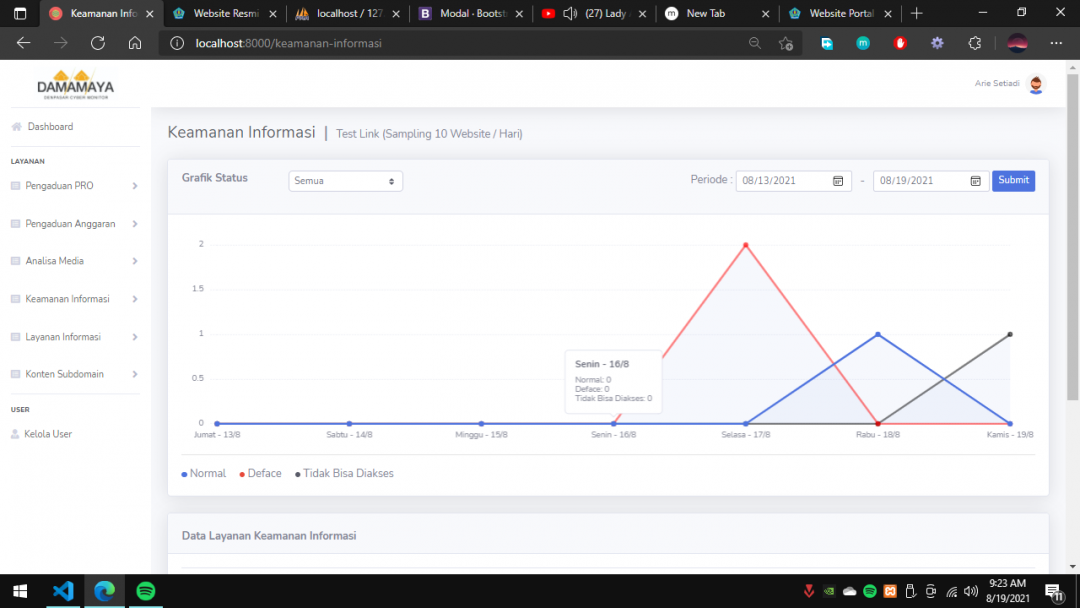 Keamanan Info
Website Resmi
localhost / 127
B Modal · Bootst
(27) Lady
m New Tab
Website Portal
localhost:8000/keamanan-informasi
m
DAMAMAYA
DENPASAR CYBER MONITOR
Arie Setiadi
Dashboard
Keamanan Informasi | Test Link (Sampling 10 Website / Hari)
LAYANAN
Pengaduan PRO
Pengaduan Anggaran
Analisa Media
Keamanan Informasi
Layanan Informasi
Konten Subdomain
USER
Kelola User
Grafik Status
Semua
Periode : 08/13/2021 - 08/19/2021 Submit
2
1.5
1
0.5
0
Senin - 16/8
Normal: 0
Deface: 0
Tidak Bisa Diakses: 0
Jumat - 13/8 Sabtu - 14/8 Minggu - 15/8 Senin - 16/8 Selasa - 17/8 Rabu - 18/8 Kamis - 19/8
Normal Deface Tidak Bisa Diakses
Data Layanan Keamanan Informasi
9:23 AM
8/19/2021
11